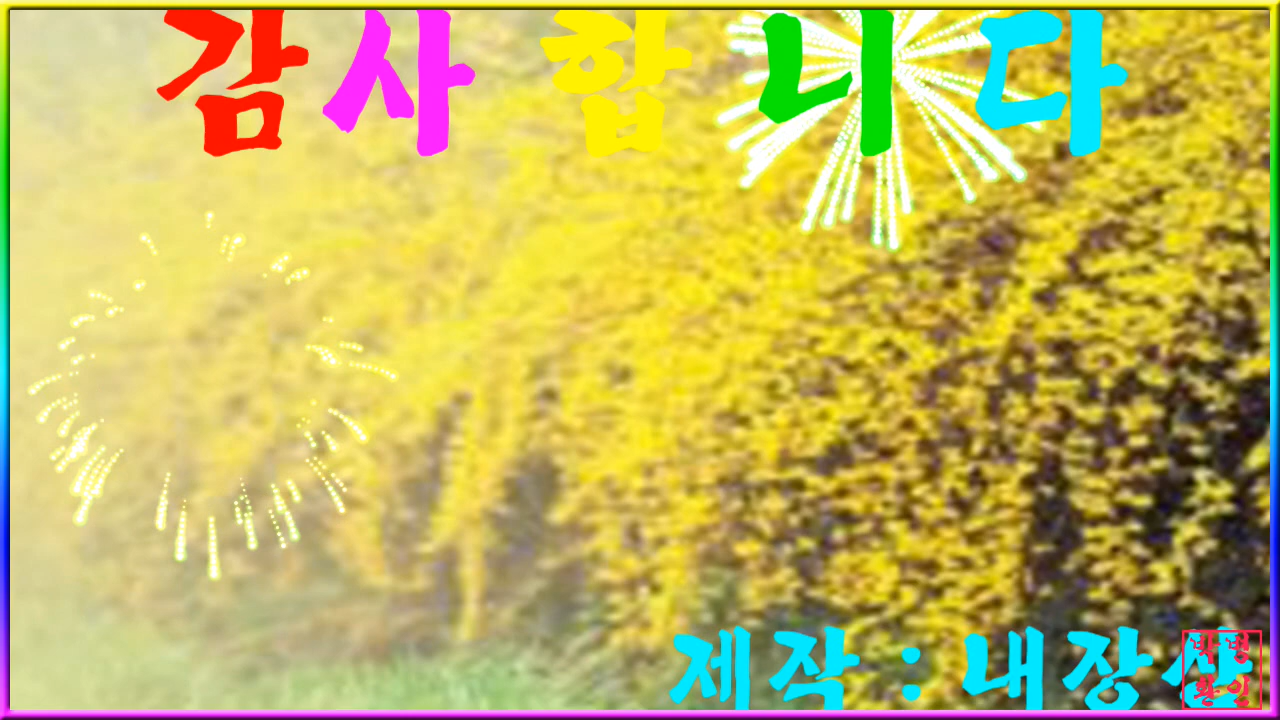 감사 합니다
제작 : 내장산